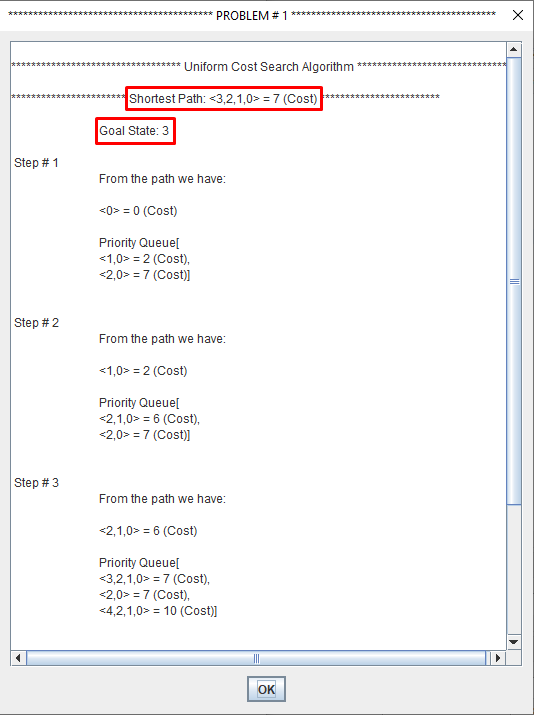 **************************************** PROBLEM # 1 ****************************************
********************************** Uniform Cost Search Algorithm ******************************
*********************** Shortest Path: <3,2,1,0> = 7 (Cost) ************************
Goal State: 3
Step # 1
From the path we have:
<0> = 0 (Cost)
Priority Queue[
<1,0> = 2 (Cost),
<2,0> = 7 (Cost)]
Step # 2
From the path we have:
<1,0> = 2 (Cost)
Priority Queue[
<2,1,0> = 6 (Cost),
<2,0> = 7 (Cost)]
Step # 3
From the path we have:
<2,1,0> = 6 (Cost)
Priority Queue[
<3,2,1,0> = 7 (Cost),
<2,0> = 7 (Cost),
<4,2,1,0> = 10 (Cost)]
OK